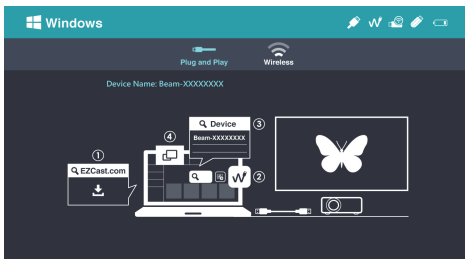 Windows
Plug and Play
Wireless
Device Name: Beam-XXXXXXXX
④
Device
③
Beam-XXXXXXXX
①
EZCast.com
②